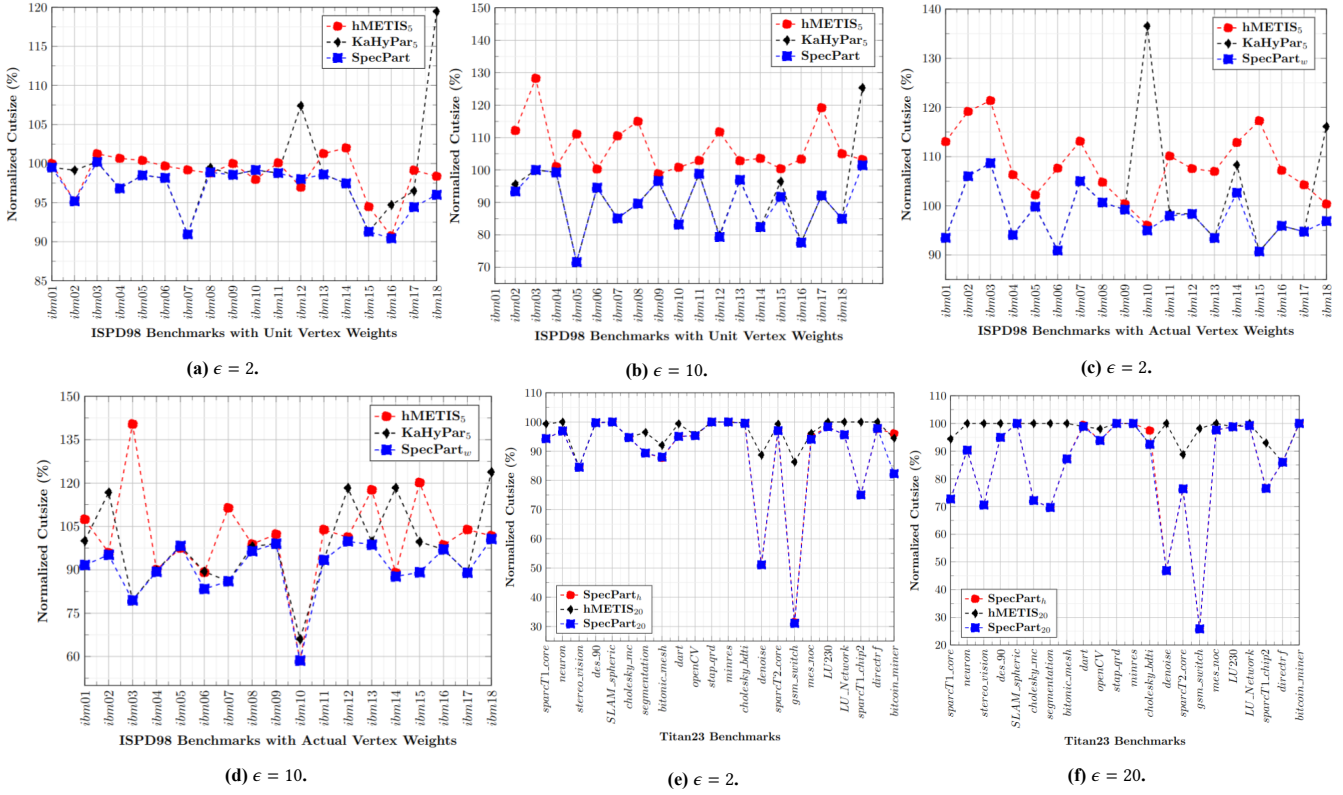 120
115
110
105
100
95
90
85
Normalized Cutsize (%)
hMETIS5
KaHyPar5
SpecPart
ibm01
ibm02
ibm03
ibm04
ibm05
ibm06
ibm07
ibm08
ibm09
ibm10
ibm11
ibm12
ibm13
ibm14
ibm15
ibm16
ibm17
ibm18
ISPD98 Benchmarks with Unit Vertex Weights
(a) ϵ = 2.
150
140
130
120
110
100
90
80
70
Normalized Cutsize (%)
hMETIS5
KaHyPar5
SpecPart
ibm01
ibm02
ibm03
ibm04
ibm05
ibm06
ibm07
ibm08
ibm09
ibm10
ibm11
ibm12
ibm13
ibm14
ibm15
ibm16
ibm17
ibm18
ISPD98 Benchmarks with Unit Vertex Weights
(b) ϵ = 10.
140
130
120
110
100
90
Normalized Cutsize (%)
hMETIS5
KaHyPar5
SpecPartw
ibm01
ibm02
ibm03
ibm04
ibm05
ibm06
ibm07
ibm08
ibm09
ibm10
ibm11
ibm12
ibm13
ibm14
ibm15
ibm16
ibm17
ibm18
ISPD98 Benchmarks with Actual Vertex Weights
(c) ϵ = 2.
150
135
120
105
90
75
60
Normalized Cutsize (%)
hMETIS5
KaHyPar5
SpecPartw
ibm01
ibm02
ibm03
ibm04
ibm05
ibm06
ibm07
ibm08
ibm09
ibm10
ibm11
ibm12
ibm13
ibm14
ibm15
ibm16
ibm17
ibm18
ISPD98 Benchmarks with Actual Vertex Weights
(d) ϵ = 10.
110
100
90
80
70
60
50
40
30
Normalized Cutsize (%)
SpecParth
hMETIS20
SpecPart20
sparcT1_core
neuron
stereo_vision
des_90
SLAM_spheric
cholesky_mc
segmentation
bitonic_mesh
dart
openCV
stap_qrd
minres
cholesky_bdti
denoise
sparcT2_core
gsm_switch
mes_noc
LU230
LU_Network
sparcT1_chip2
directrf
bitcoin_miner
Titan23 Benchmarks
(e) ϵ = 2.
110
100
90
80
70
60
50
40
30
20
Normalized Cutsize (%)
SpecParth
hMETIS20
SpecPart20
sparcT1_core
neuron
stereo_vision
des_90
SLAM_spheric
cholesky_mc
segmentation
bitonic_mesh
dart
openCV
stap_qrd
minres
cholesky_bdti
denoise
sparcT2_core
gsm_switch
mes_noc
LU230
LU_Network
sparcT1_chip2
directrf
bitcoin_miner
Titan23 Benchmarks
(f) ϵ = 20.